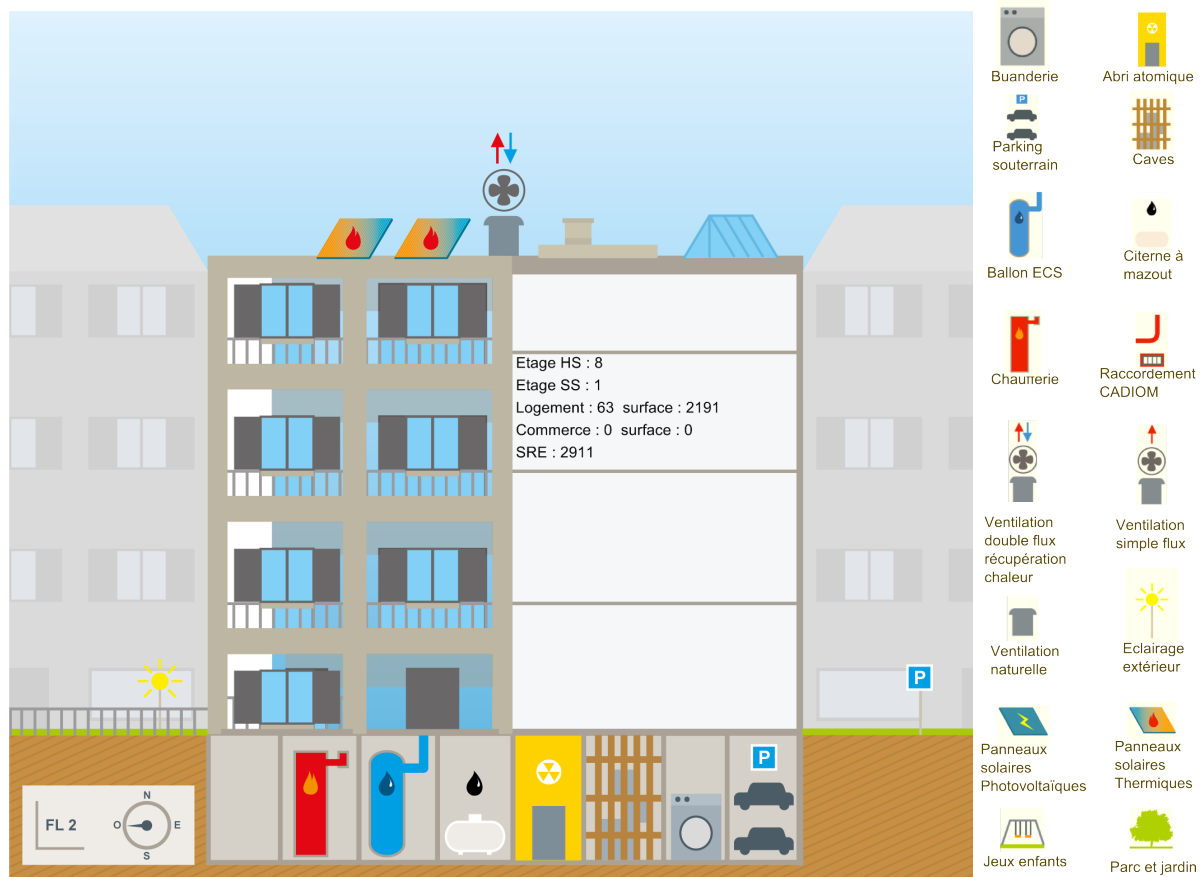 Etage HS : 8
Etage SS : 1
Logement : 63 surface : 2191
Commerce : 0 surface : 0
SRE : 2911
P
P
FL 2
N
O
E
S
Buanderie
Abri atomique
P
Parking
souterrain
Caves
Ballon ECS
Citerne à
mazout
Chaufferie
Raccordement
CADIOM
Ventilation
double flux
récupération
chaleur
Ventilation
simple flux
Ventilation
naturelle
Eclairage
extérieur
Panneaux
solaires
Photovoltaïques
Panneaux
solaires
Thermiques
Jeux enfants
Parc et jardin